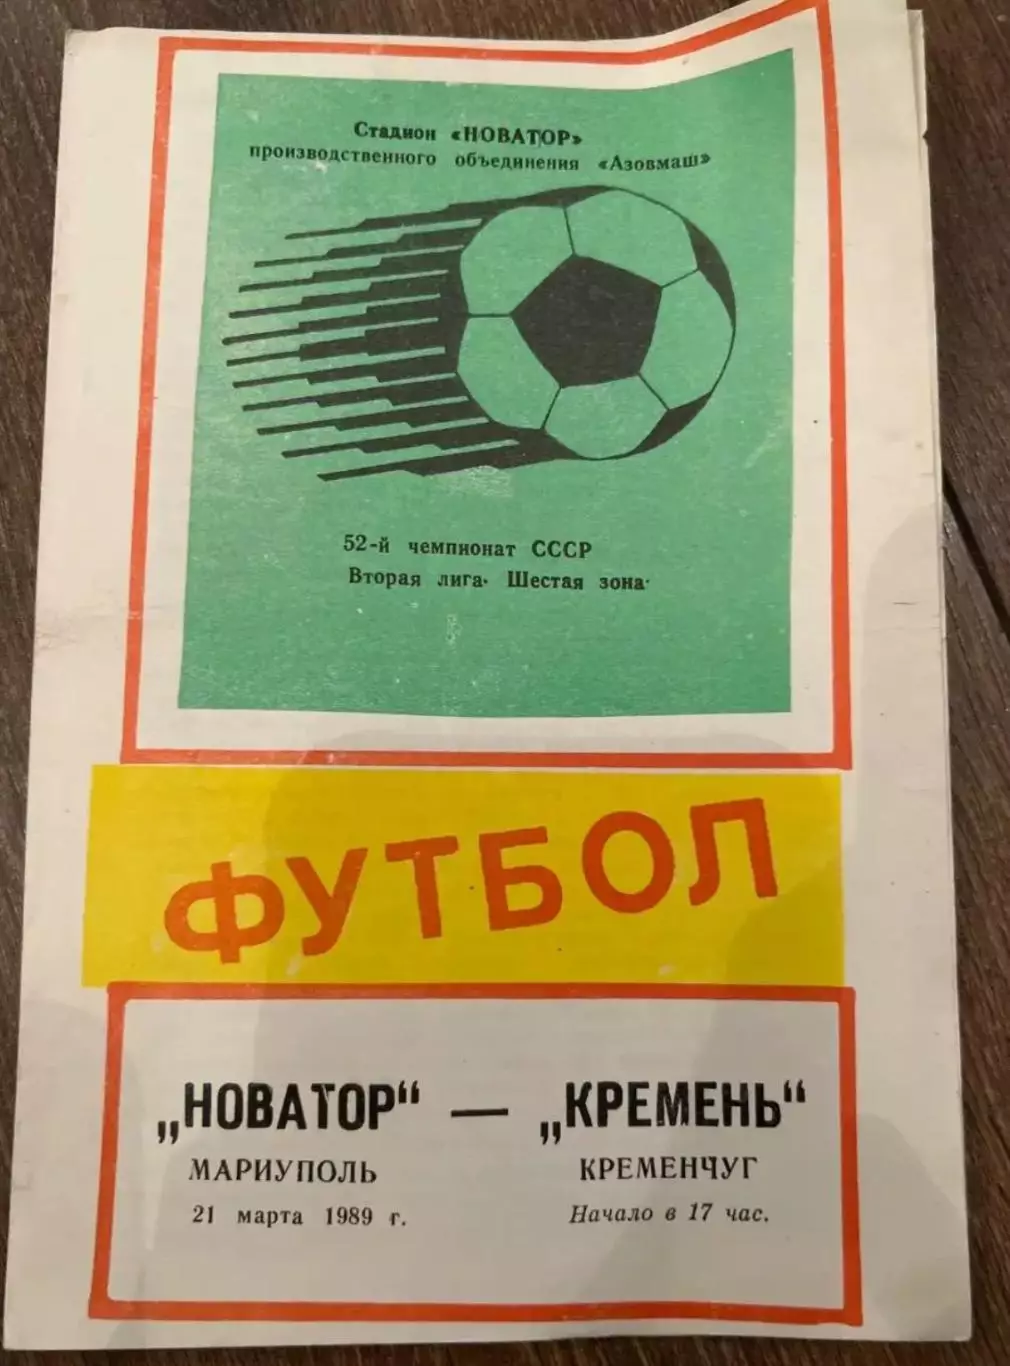 Стадион «НОВАТОР»
производственного объединения «Азовмаш»
52-й чемпионат СССР
Вторая лига. Шестая зона.
ФУТБОЛ
„НОВАТОР“ — „КРЕМЕНЬ“
МАРИУПОЛЬ КРЕМЕНЧУГ
21 марта 1989 г. Начало в 17 час.